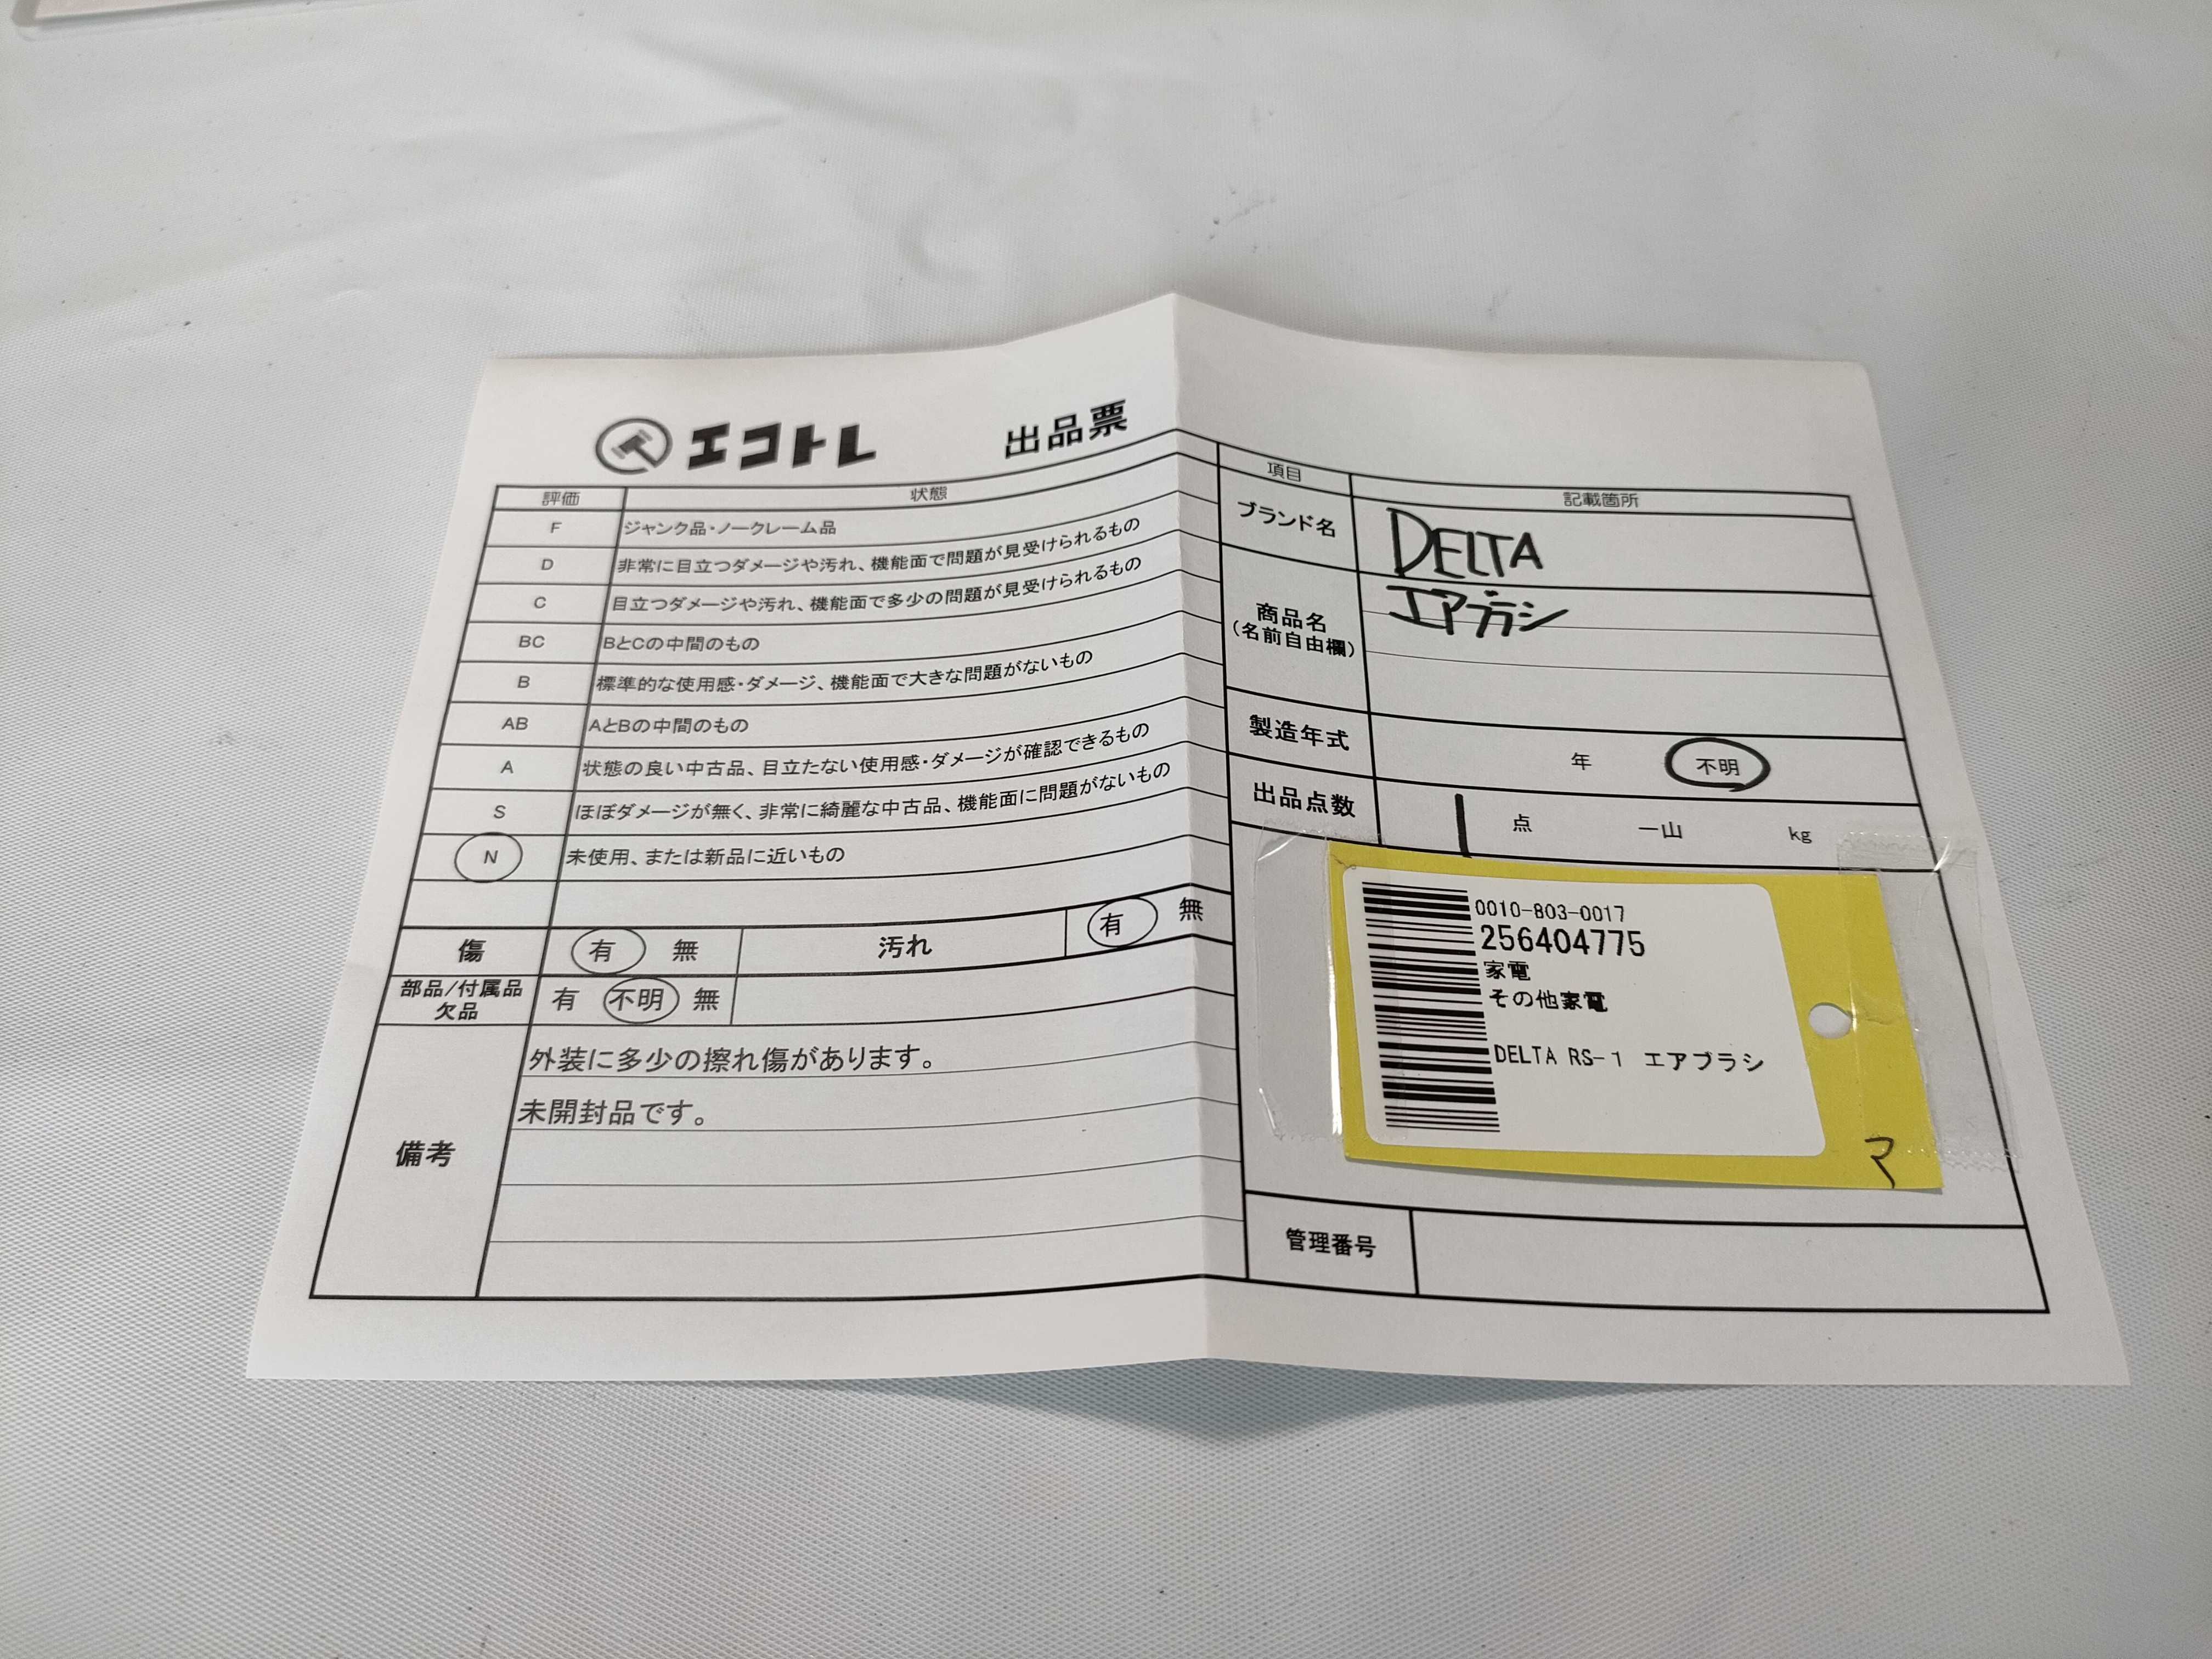 エコトレ 出品票
評価 状態
F ジャンク品・ノークレーム品
D 非常に目立つダメージや汚れ、機能面で問題が見受けられるもの
C 目立つダメージや汚れ、機能面で多少の問題が見受けられるもの
BC BとCの中間のもの
B 標準的な使用感・ダメージ、機能面で大きな問題がないもの
AB AとBの中間のもの
A 状態の良い中古品、目立たない使用感・ダメージが確認できるもの
S ほぼダメージが無く、非常に綺麗な中古品、機能面に問題がないもの
N 未使用、または新品に近いもの
傷 有 無 汚れ 有 無
部品/付属品
欠品 有 不明 無
備考
外装に多少の擦れ傷があります。
未開封品です。
項目 記載箇所
ブランド名 DELTA
商品名
(名前自由欄)
エアブラシ
製造年式 年 不明
出品点数 1 点 一山 kg
0010-803-0017
256404775
家電
その他家電
DELTA RS-1 エアブラシ
マ
管理番号